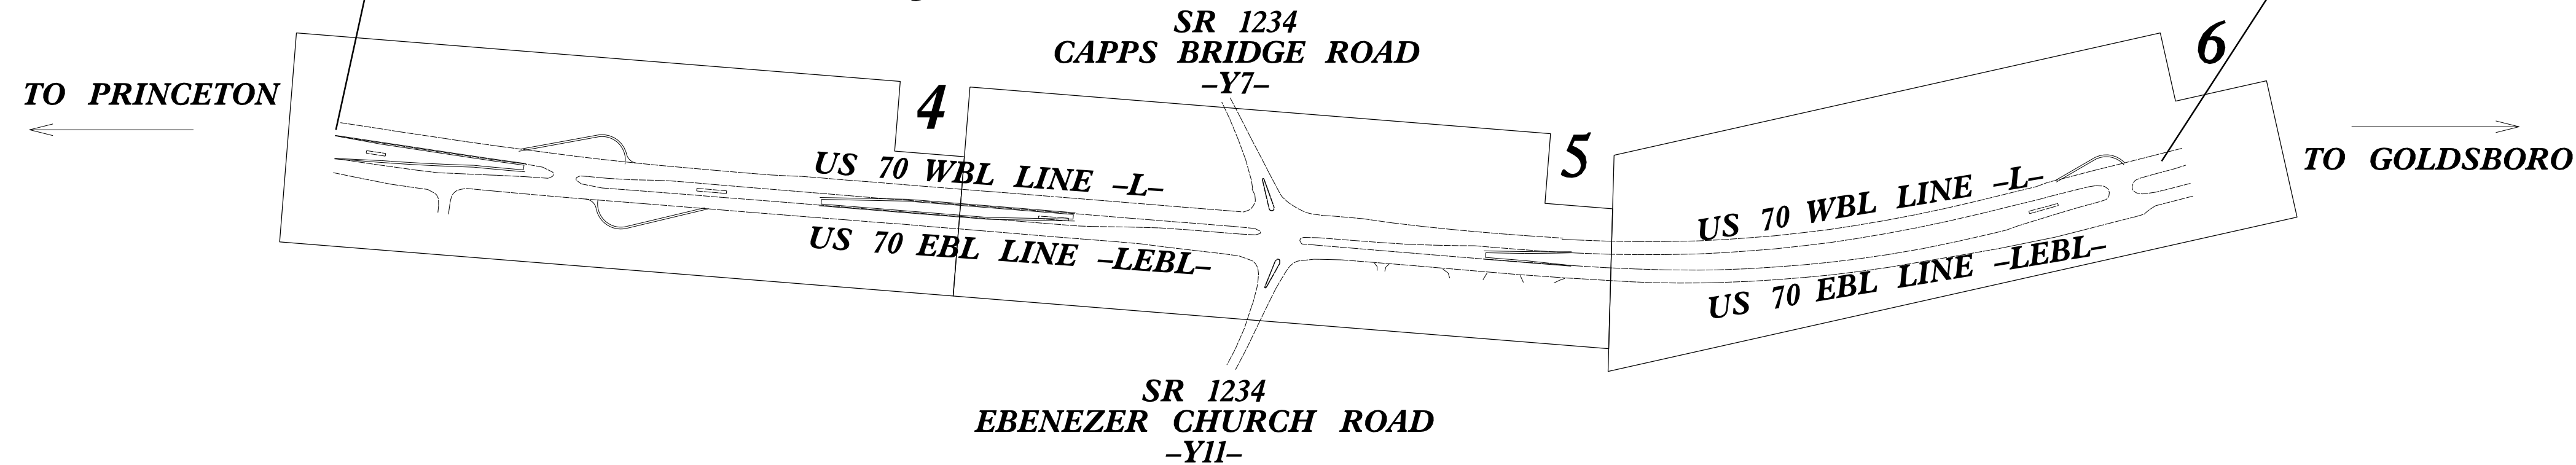 SR 1234
CAPPS BRIDGE ROAD
–Y7–
6
TO PRINCETON
4
5
TO GOLDSBORO
US 70 WBL LINE –L–
US 70 WBL LINE –L–
US 70 EBL LINE –LEBL–
US 70 EBL LINE –LEBL–
SR 1234
EBENEZER CHURCH ROAD
–Y11–